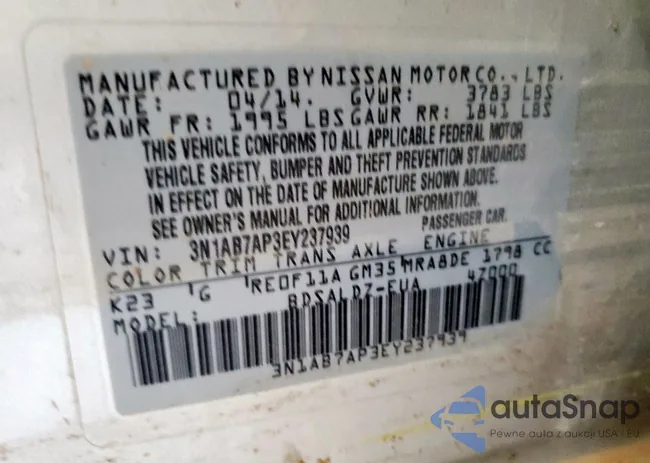 MANUFACTURED BY NISSAN MOTOR CO., LTD.
DATE: 04/14. GVWR: 3783 LBS
GAWR FR: 1995 LBS GAWR RR: 1841 LBS
THIS VEHICLE CONFORMS TO ALL APPLICABLE FEDERAL MOTOR
VEHICLE SAFETY, BUMPER AND THEFT PREVENTION STANDARDS
IN EFFECT ON THE DATE OF MANUFACTURE SHOWN ABOVE.
SEE OWNER'S MANUAL FOR ADDITIONAL INFORMATION.
VIN: 3N1AB7AP3EY237939 PASSENGER CAR.
COLOR TRIM TRANS AXLE ENGINE
K23 G RE0F11A GM35 MRA8DE 1798 CC
MODEL: BDSALDZ-EUA 47000
3N1AB7AP3EY237939
autaSnap
Pewne auta z aukcji USA i EU